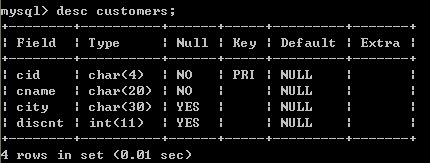 mysql> desc customers;
+--------+----------+------+-----+---------+-------+
| Field  | Type     | Null | Key | Default | Extra |
+--------+----------+------+-----+---------+-------+
| cid    | char(4)  | NO   | PRI | NULL    |       |
| cname  | char(20) | NO   |     | NULL    |       |
| city   | char(30) | YES  |     | NULL    |       |
| discnt | int(11)  | YES  |     | NULL    |       |
+--------+----------+------+-----+---------+-------+
4 rows in set (0.01 sec)